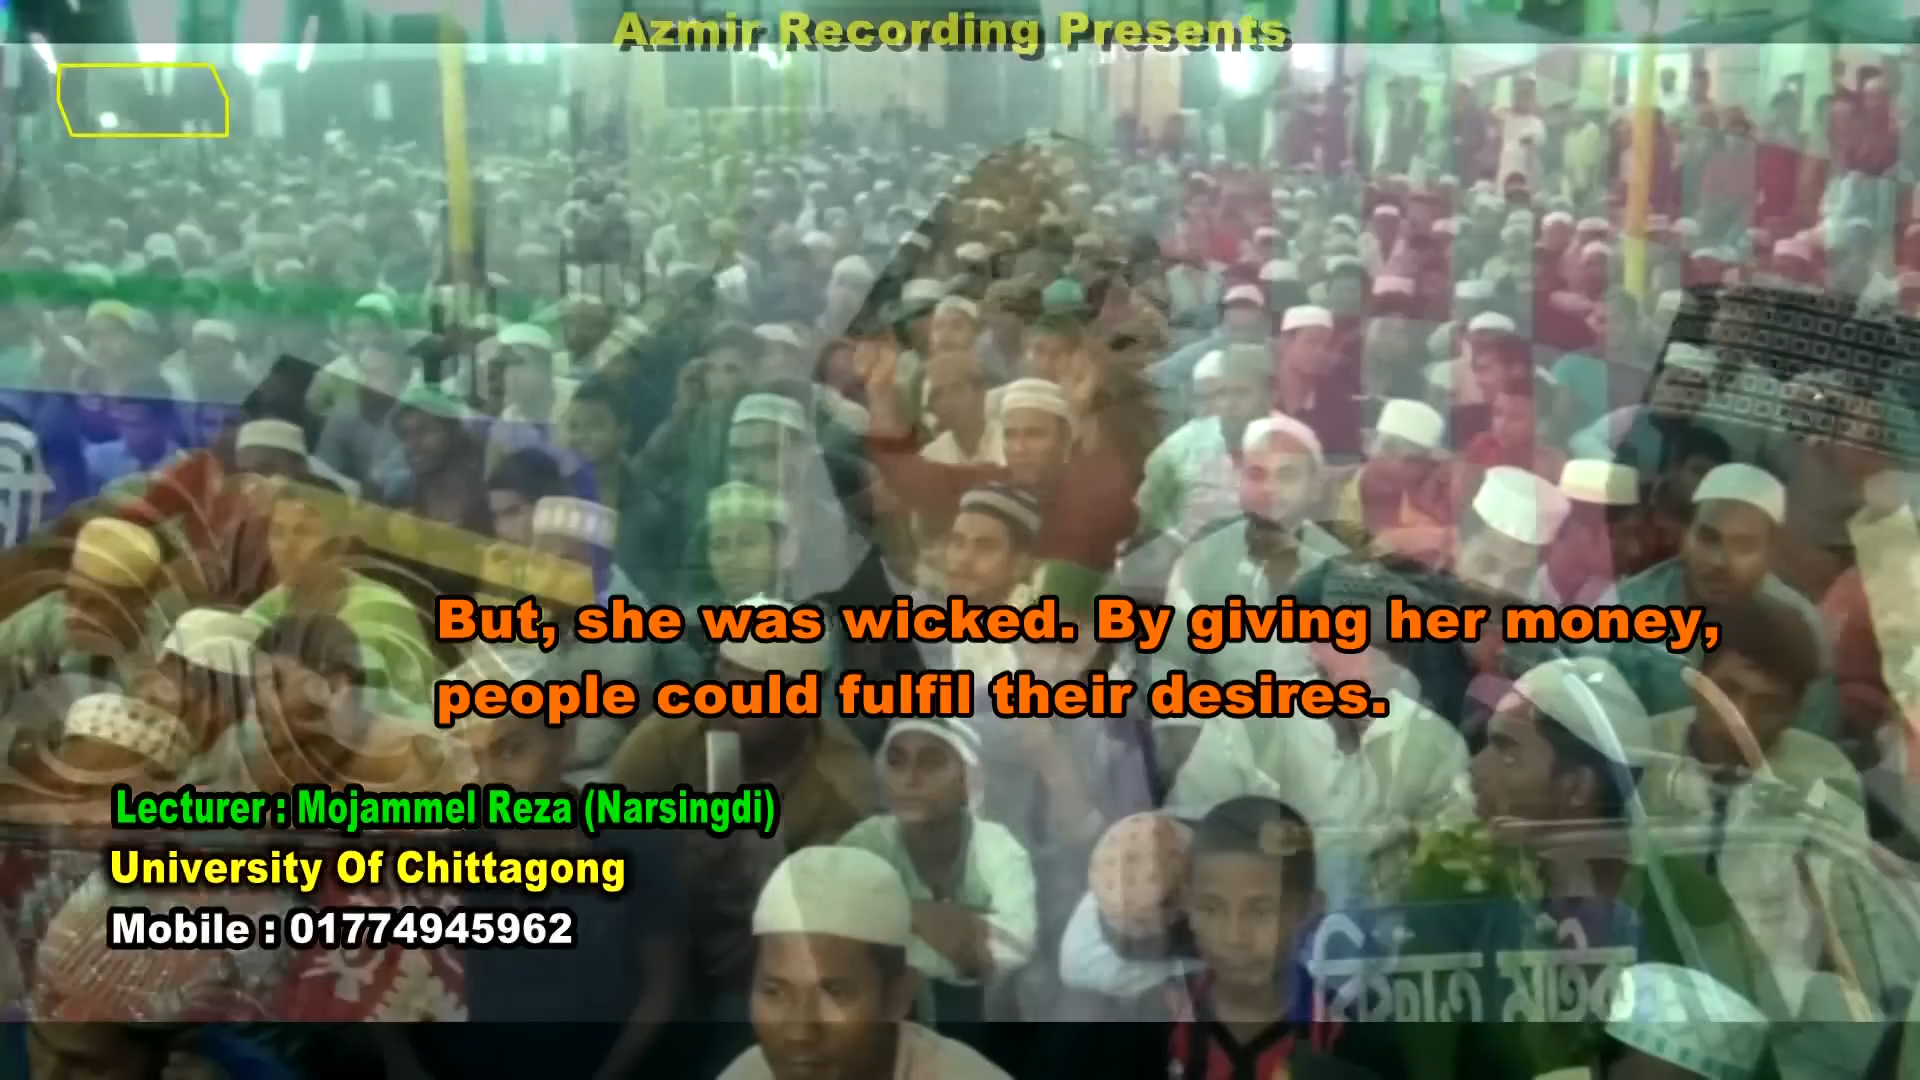 Azmir Recording Presents
But, she was wicked. By giving her money,
people could fulfil their desires.
Lecturer : Mojammel Reza (Narsingdi)
University Of Chittagong
Mobile : 01774945962